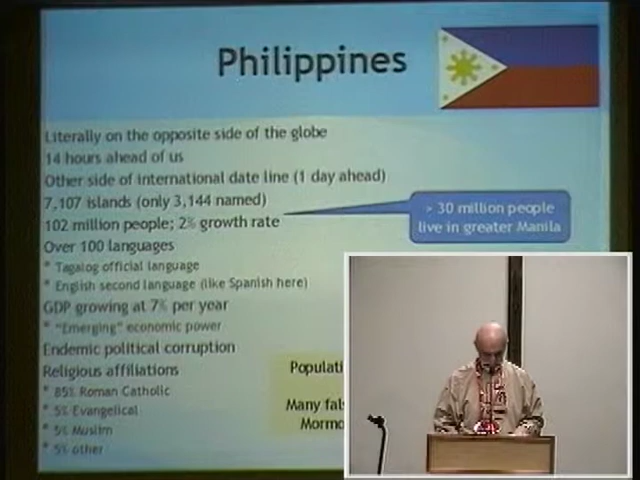 Philippines
Literally on the opposite side of the globe
14 hours ahead of us
Other side of international date line (1 day ahead)
7,107 islands (only 3,144 named)
102 million people; 2% growth rate
> 30 million people
live in greater Manila
Over 100 languages
* Tagalog official language
* English second language (like Spanish here)
GDP growing at 7% per year
* "Emerging" economic power
Endemic political corruption
Religious affiliations
* 85% Roman Catholic
* 5% Evangelical
* 5% Muslim
* 5% other
Populati
Many fal
Mormo